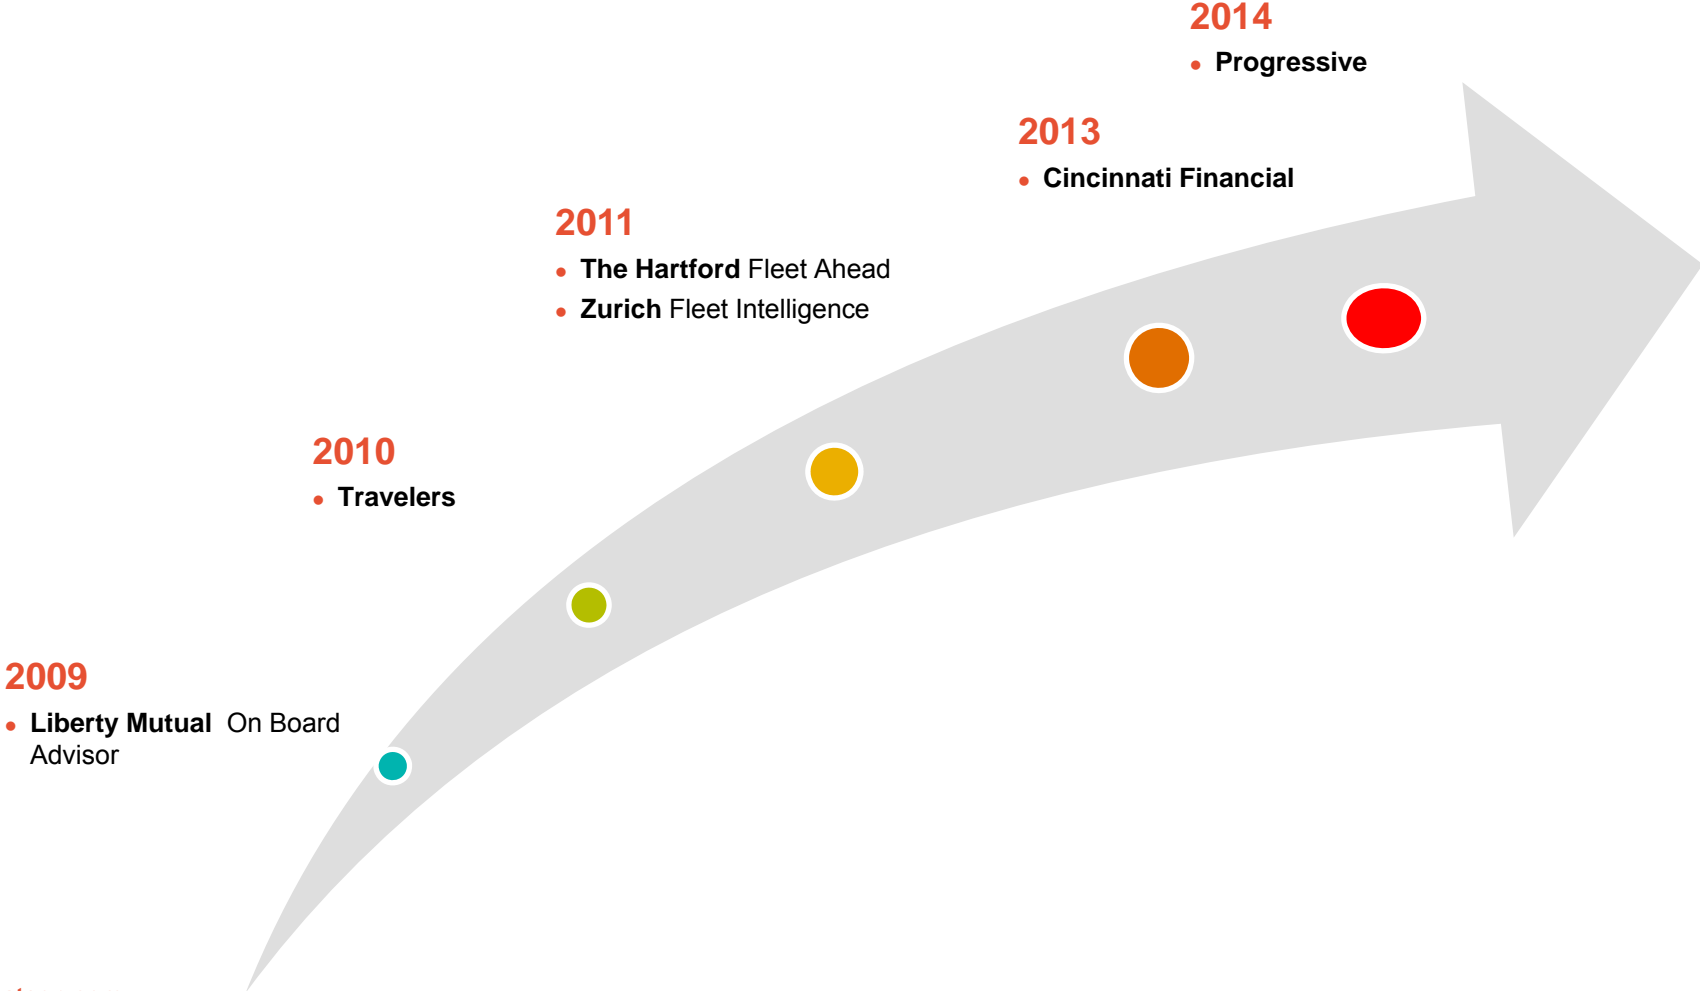 2014
• Progressive
2013
• Cincinnati Financial
2011
• The Hartford Fleet Ahead
• Zurich Fleet Intelligence
2010
• Travelers
2009
• Liberty Mutual  On Board
Advisor